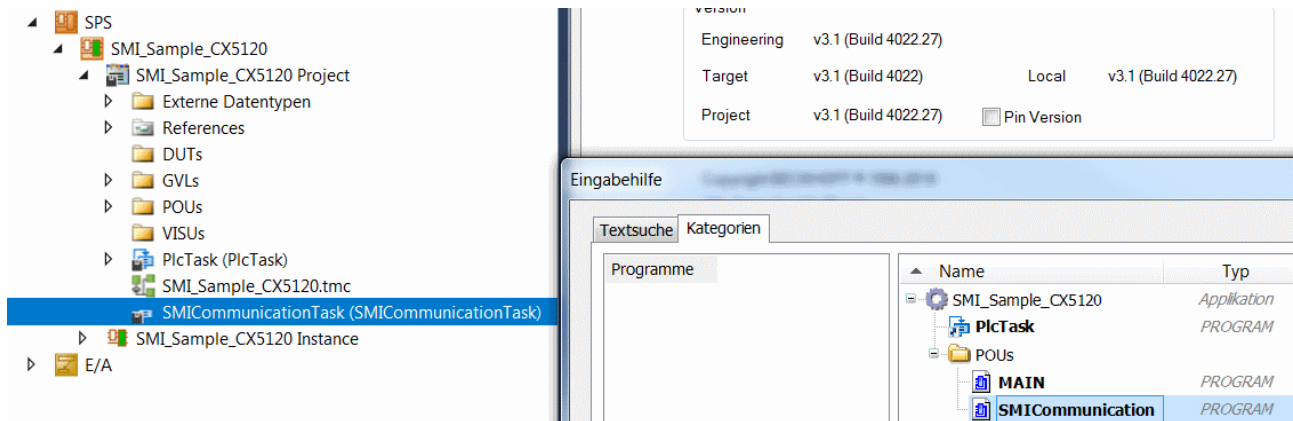 SPS
SMI_Sample_CX5120
SMI_Sample_CX5120 Project
Externe Datentypen
References
DUTs
GVLs
POUs
VISUs
PlcTask (PlcTask)
SMI_Sample_CX5120.tmc
SMICommunicationTask (SMICommunicationTask)
SMI_Sample_CX5120 Instance
E/A
Version
Engineering v3.1 (Build 4022.27)
Target v3.1 (Build 4022) Local v3.1 (Build 4022.27)
Project v3.1 (Build 4022.27) Pin Version
Eingabehilfe
Textsuche Kategorien
Programme
Name Typ
SMI_Sample_CX5120 Applikation
PlcTask PROGRAM
POUs
MAIN PROGRAM
SMICommunication PROGRAM